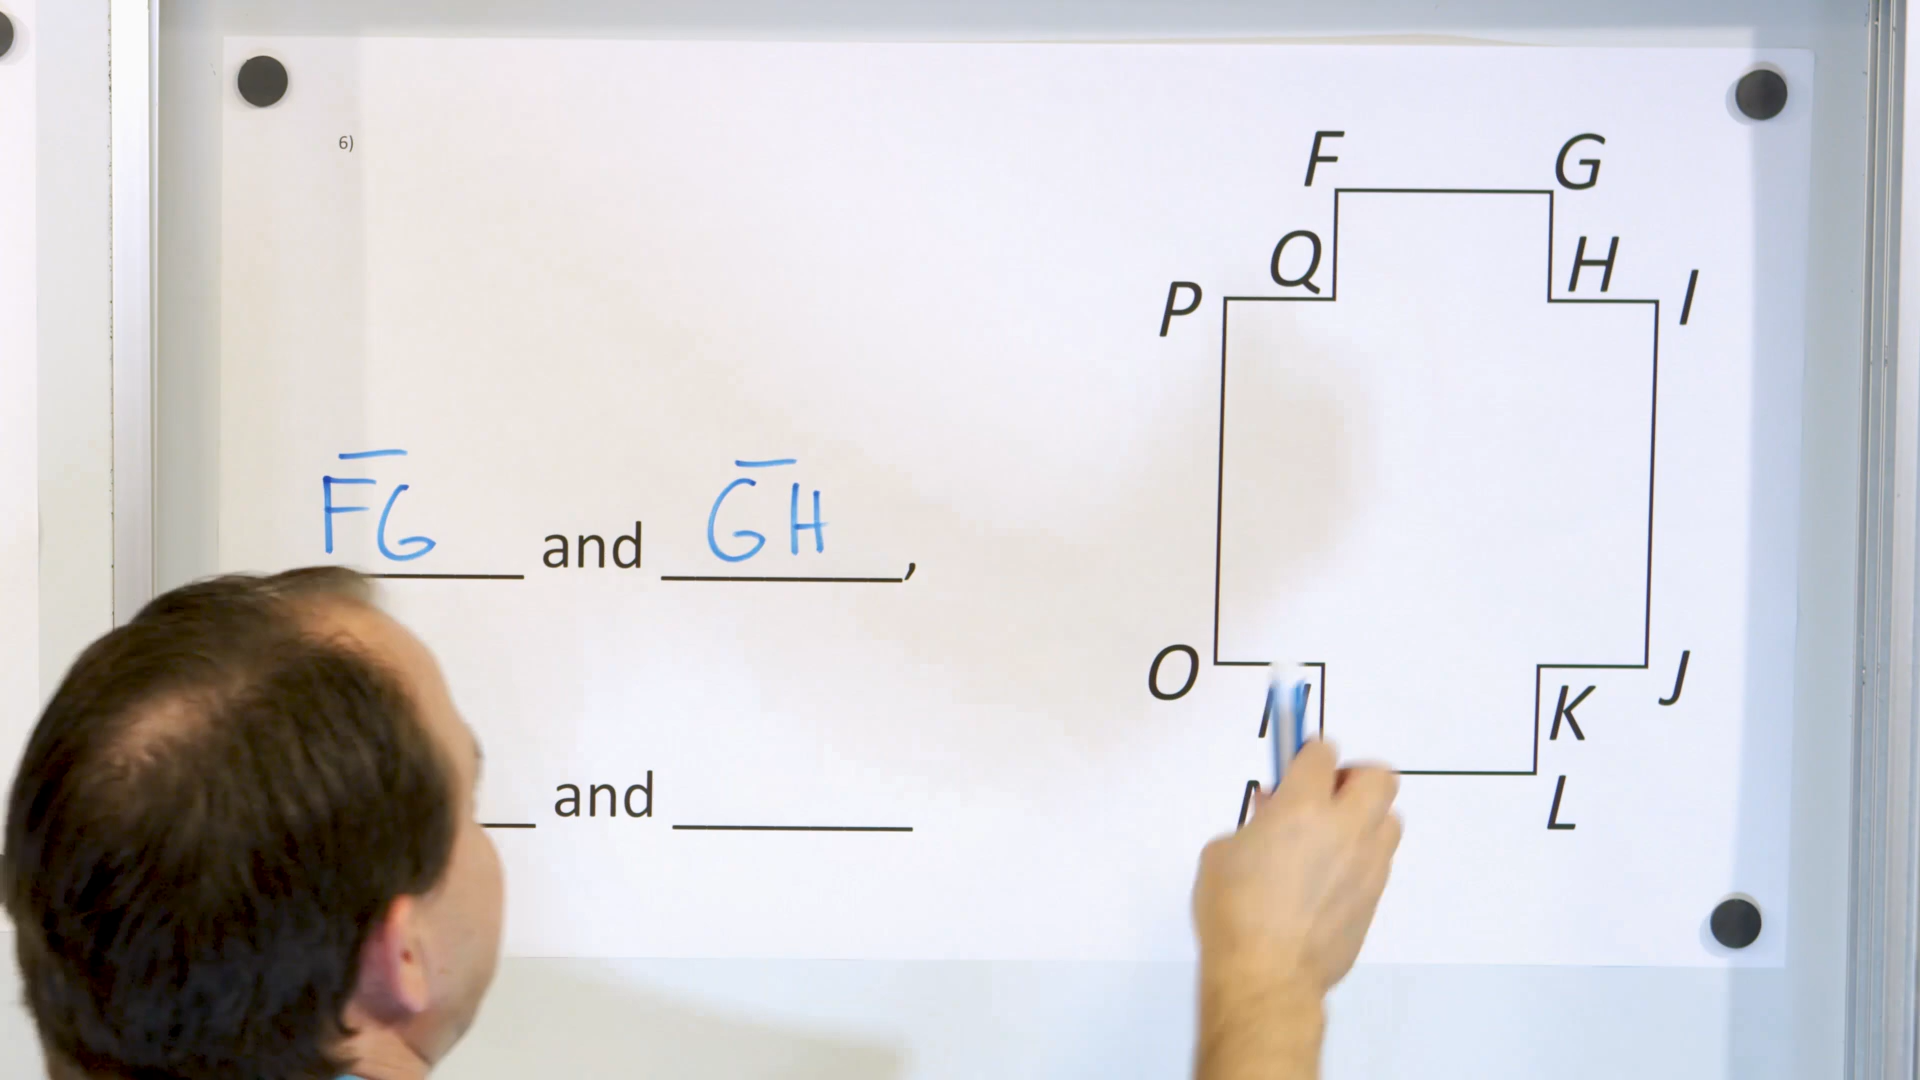 6)
F G
Q H
P I
FG and GH,
O J
K
L
and